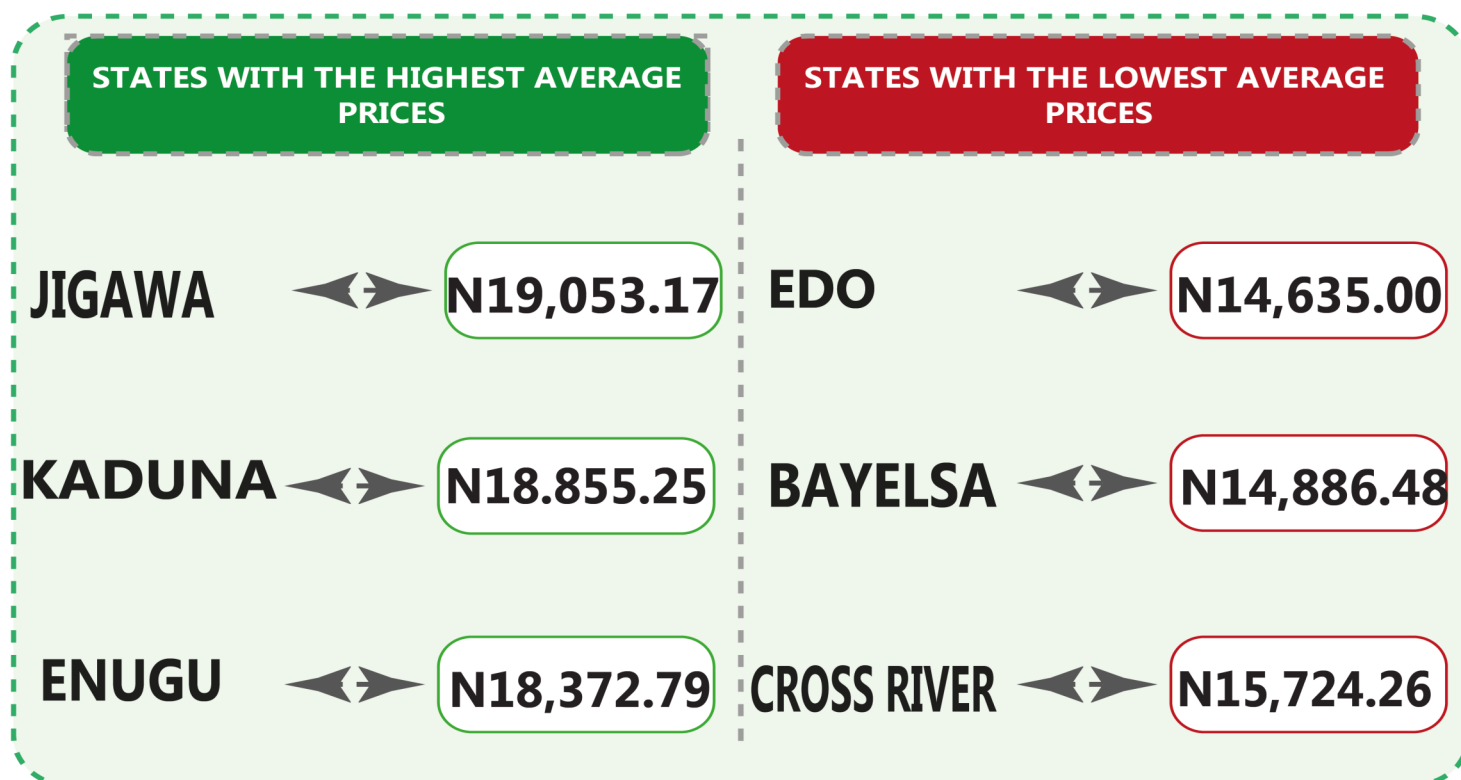 STATES WITH THE HIGHEST AVERAGE
PRICES
JIGAWA
N19,053.17
KADUNA
N18.855.25
ENUGU
N18,372.79
STATES WITH THE LOWEST AVERAGE
PRICES
EDO
N14,635.00
BAYELSA
N14,886.48
CROSS RIVER
N15,724.26